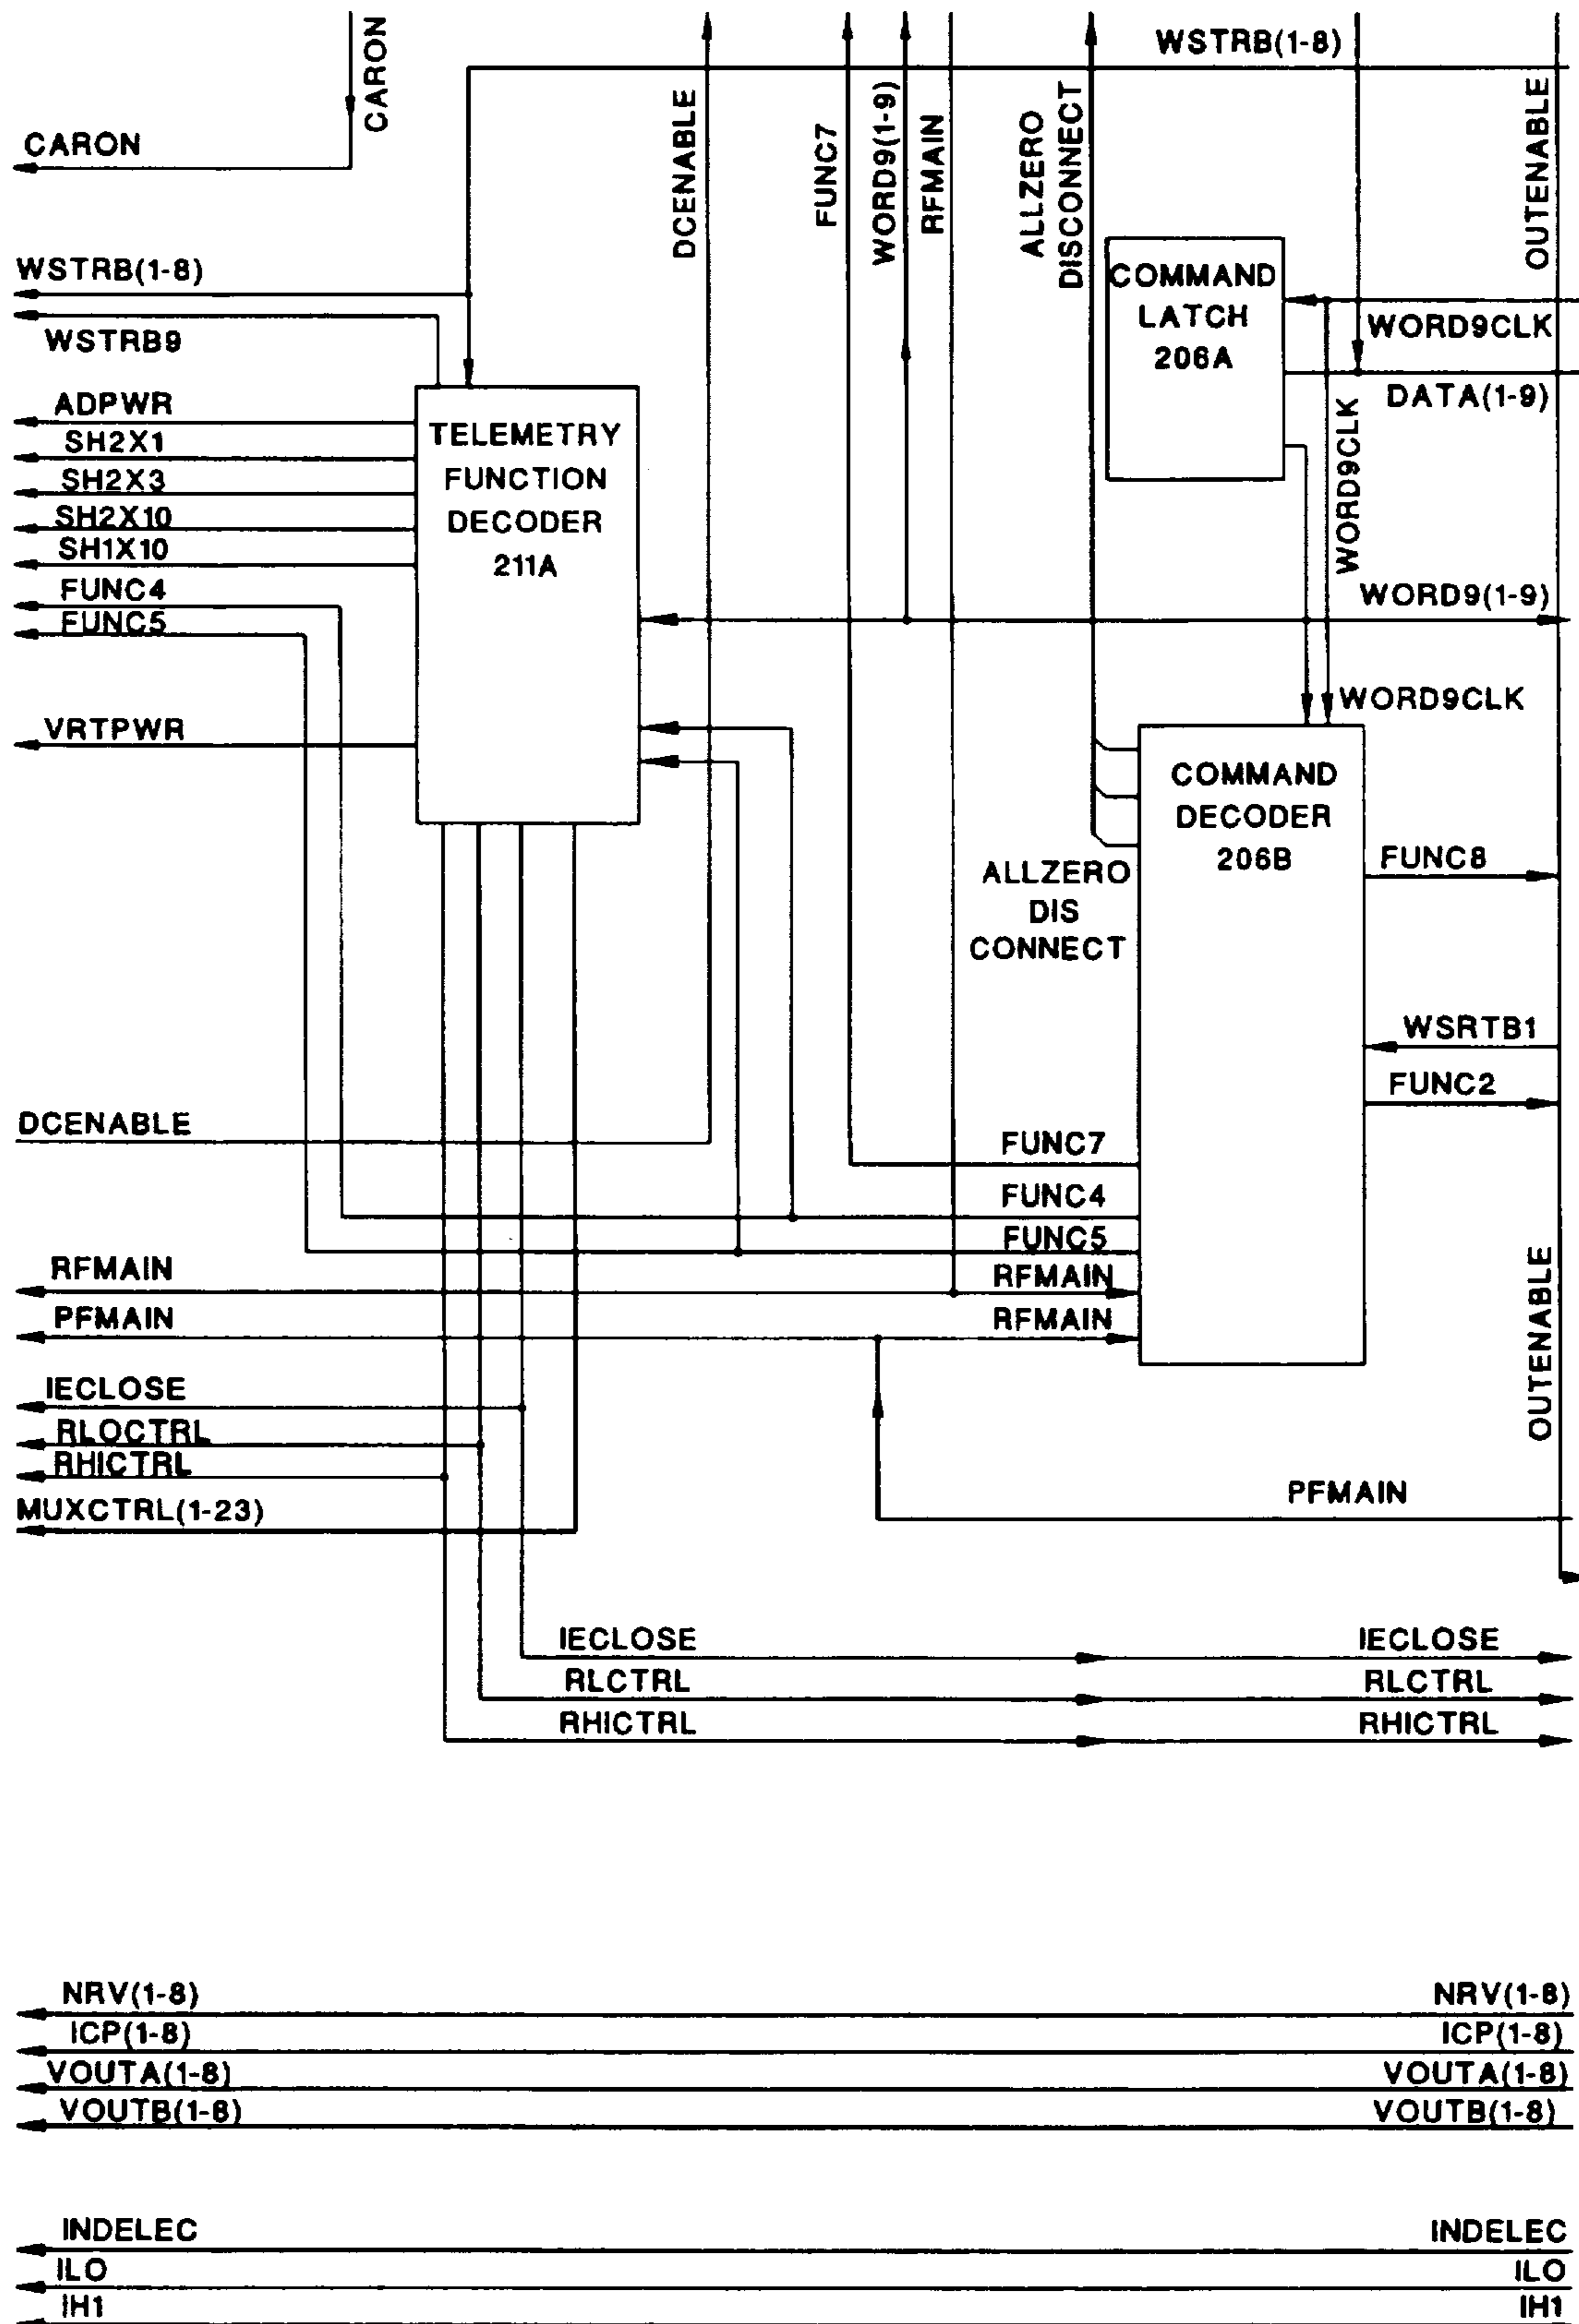 CARON
CARON
WSTRB(1-8)
DCENABLE
FUNC7
WORD9(1-9)
RFMAIN
ALLZERO
DISCONNECT
OUTENABLE
WSTRB(1-8)
WSTRB9
COMMAND
LATCH
206A
WORD9CLK
DATA(1-9)
WORD9CLK
ADPWR
SH2X1
SH2X3
SH2X10
SH1X10
FUNC4
FUNC5
VRTPWR
TELEMETRY
FUNCTION
DECODER
211A
WORD9(1-9)
WORD9CLK
COMMAND
DECODER
206B
ALLZERO
DIS
CONNECT
FUNC8
WSRTB1
FUNC2
DCENABLE
FUNC7
FUNC4
FUNC5
RFMAIN
RFMAIN
PFMAIN
RFMAIN
OUTENABLE
IECLOSE
RLOCTRL
RHICTRL
MUXCTRL(1-23)
PFMAIN
IECLOSE
IECLOSE
RLCTRL
RLCTRL
RHICTRL
RHICTRL
NRV(1-8)
NRV(1-8)
ICP(1-8)
ICP(1-8)
VOUTA(1-8)
VOUTA(1-8)
VOUTB(1-8)
VOUTB(1-8)
INDELEC
INDELEC
ILO
ILO
IH1
IH1